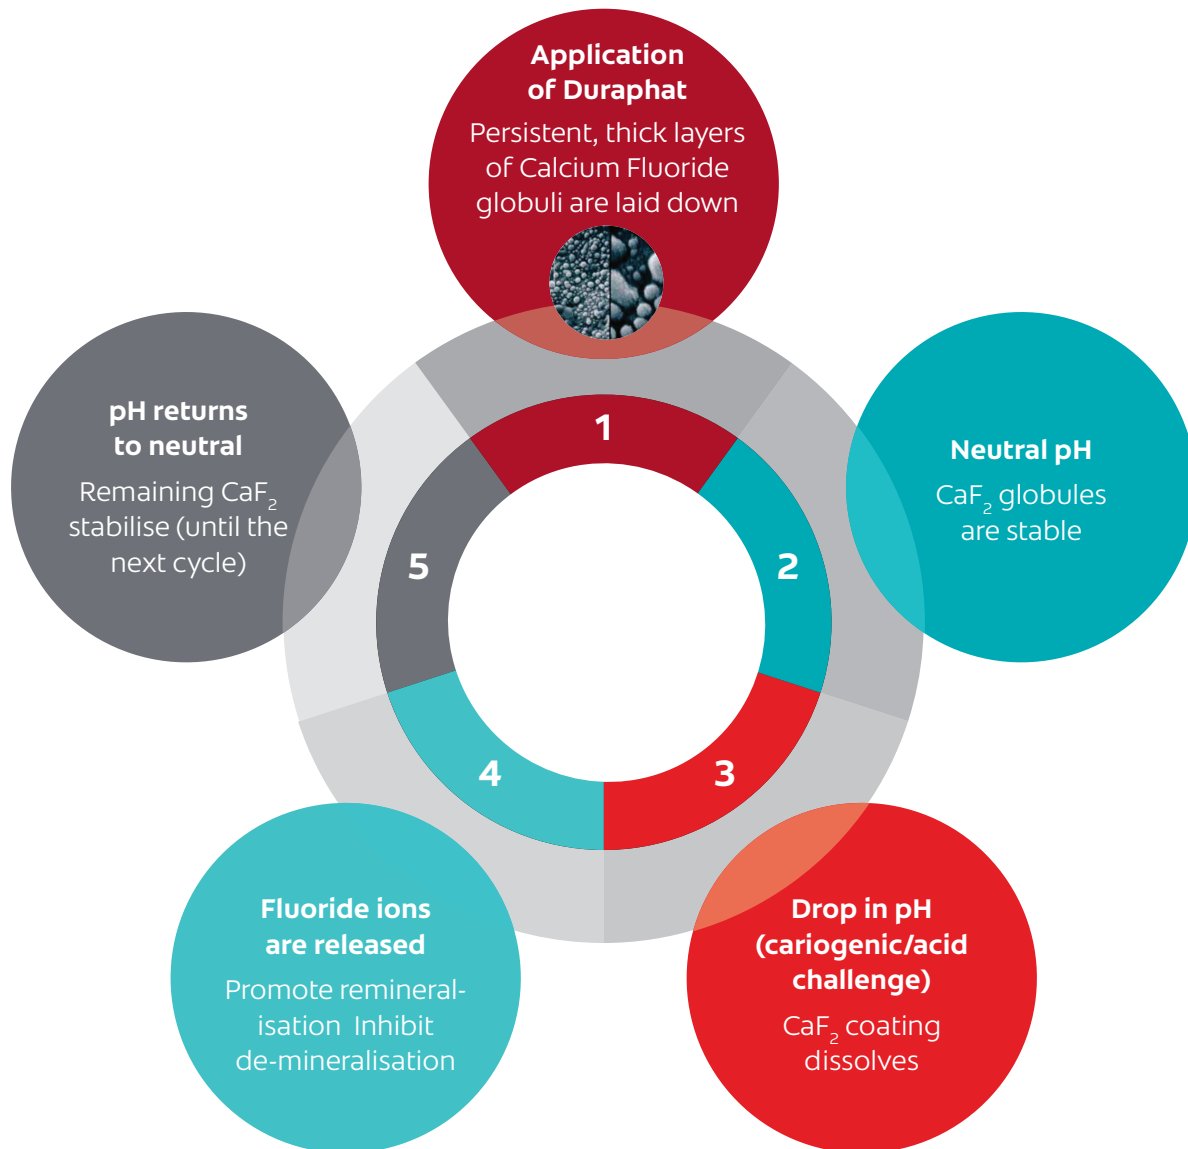 Application
of Duraphat
Persistent, thick layers
of Calcium Fluoride
globuli are laid down
1
Neutral pH
CaF₂ globules
are stable
2
Drop in pH
(cariogenic/acid
challenge)
CaF₂ coating
dissolves
3
Fluoride ions
are released
Promote remineral-
isation Inhibit
de-mineralisation
4
pH returns
to neutral
Remaining CaF₂
stabilise (until the
next cycle)
5